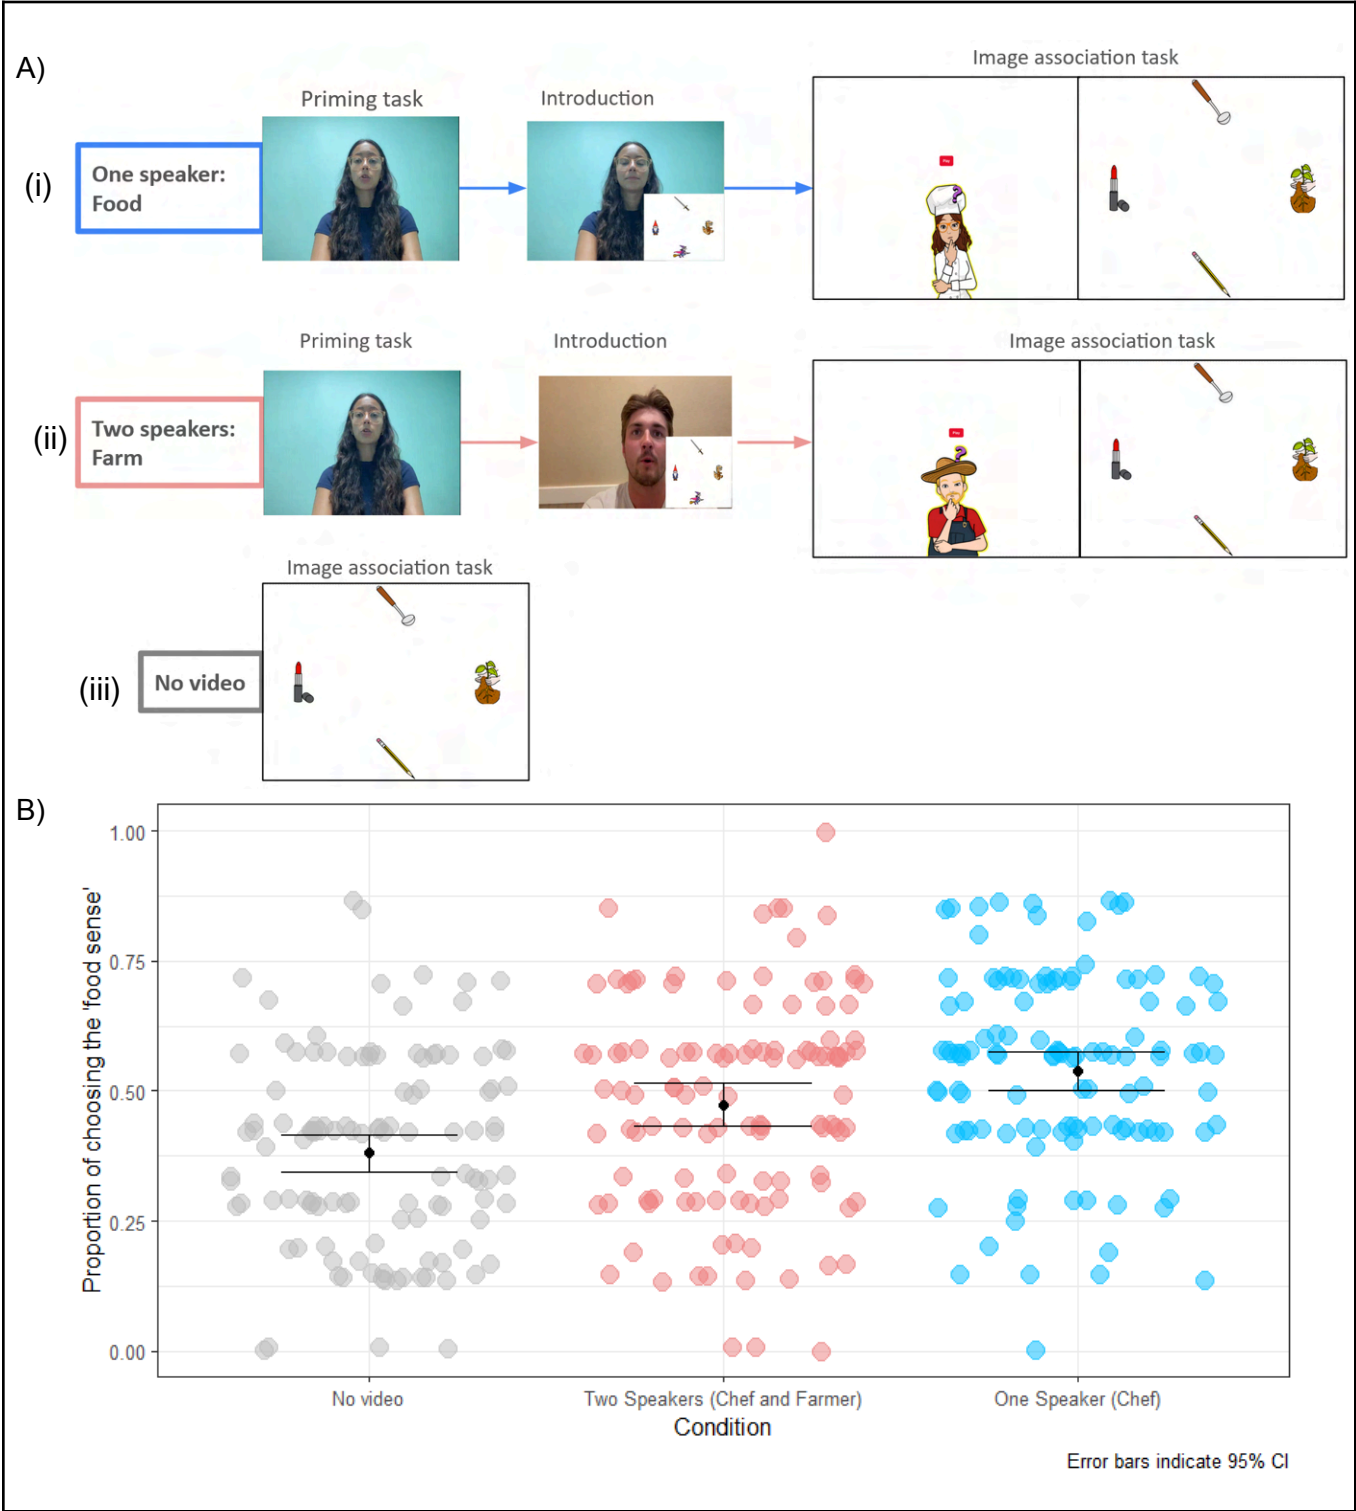 A)
Image association task
Priming task
Introduction
(i)
One speaker:
Food
?
Priming task
Introduction
Image association task
(ii)
Two speakers:
Farm
?
Image association task
(iii)
No video
B)
Proportion of choosing the 'food sense'
1.00
0.75
0.50
0.25
0.00
No video
Two Speakers (Chef and Farmer)
One Speaker (Chef)
Condition
Error bars indicate 95% CI